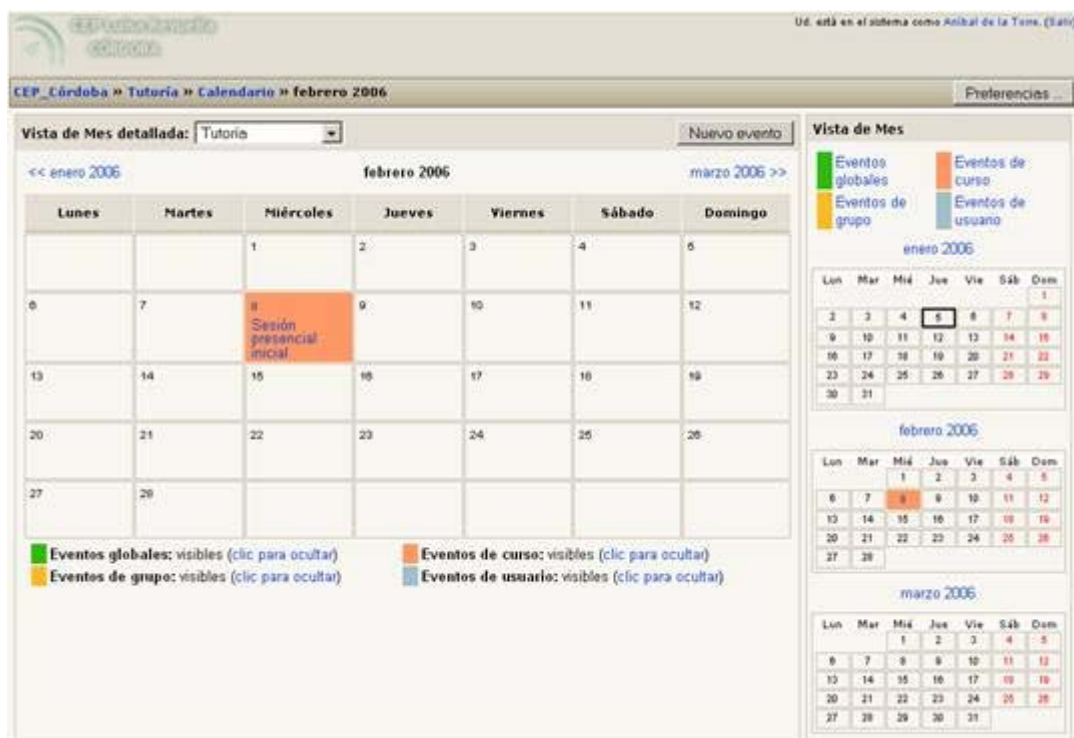 CEP Luisa Revuelta
CÓRDOBA
Ud. está en el sistema como Anibal de la Torre. (Salir
CEP_Córdoba » Tutoría » Calendario » febrero 2006
Preferencias ...
Vista de Mes detallada: Tutoría
Nuevo evento
<< enero 2006 febrero 2006 marzo 2006 >>
Lunes Martes Miércoles Jueves Viernes Sábado Domingo
1 2 3 4 5
6 7 8 9 10 11 12
Sesión
presencial
inicial
13 14 15 16 17 18 19
20 21 22 23 24 25 26
27 28
Eventos globales: visibles (clic para ocultar) Eventos de curso: visibles (clic para ocultar)
Eventos de grupo: visibles (clic para ocultar) Eventos de usuario: visibles (clic para ocultar)
Vista de Mes
Eventos globales Eventos de curso
Eventos de grupo Eventos de usuario
enero 2006
Lun Mar Mié Jue Vie Sáb Dom
1
2 3 4 5 6 7 8
9 10 11 12 13 14 15
16 17 18 19 20 21 22
23 24 25 26 27 28 29
30 31
febrero 2006
Lun Mar Mié Jue Vie Sáb Dom
1 2 3 4 5
6 7 8 9 10 11 12
13 14 15 16 17 18 19
20 21 22 23 24 25 26
27 28
marzo 2006
Lun Mar Mié Jue Vie Sáb Dom
1 2 3 4 5
6 7 8 9 10 11 12
13 14 15 16 17 18 19
20 21 22 23 24 25 26
27 28 29 30 31